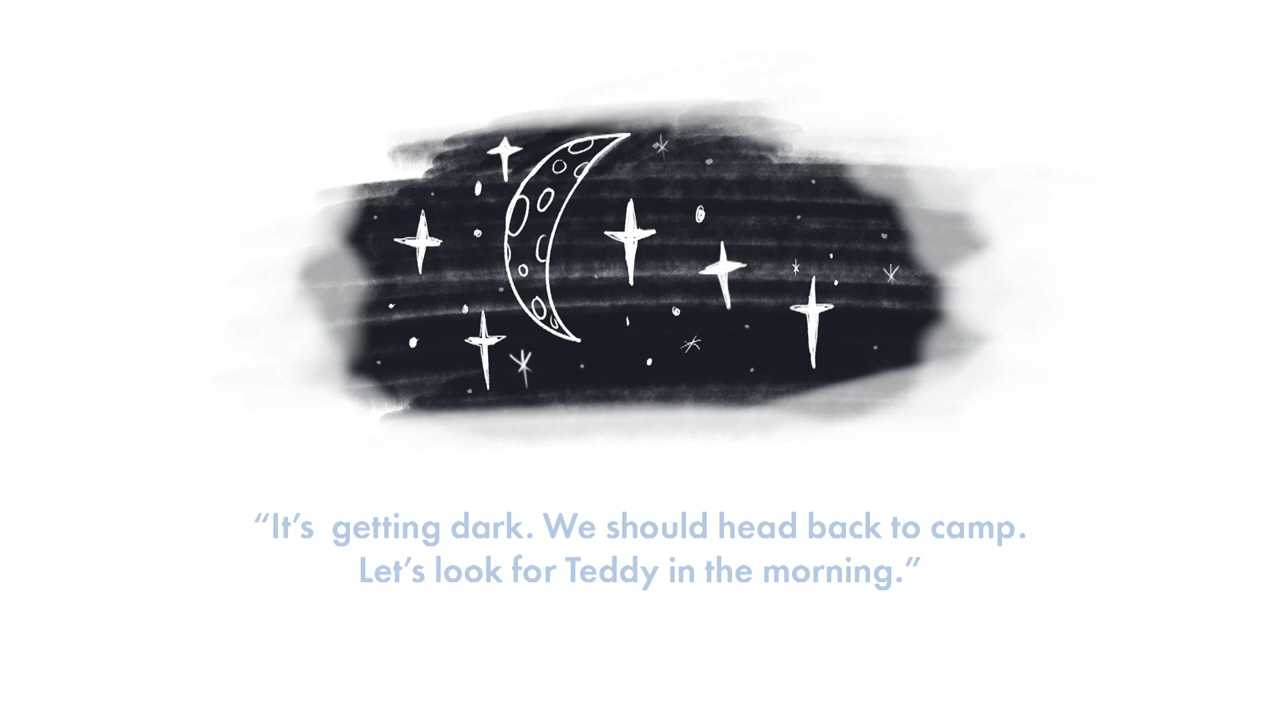 “It’s  getting dark. We should head back to camp.
Let’s look for Teddy in the morning.”